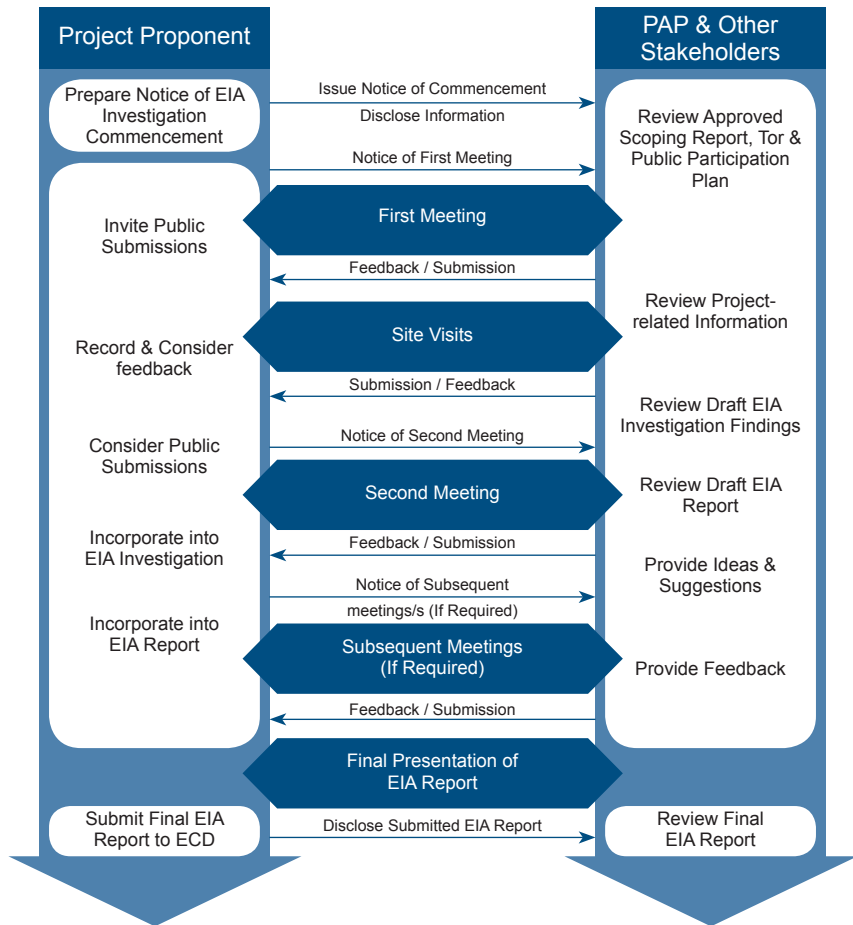 Project Proponent
PAP & Other
Stakeholders
Prepare Notice of EIA
Investigation
Commencement
Issue Notice of Commencement
Disclose Information
Review Approved
Scoping Report, Tor &
Public Participation
Plan
Notice of First Meeting
First Meeting
Invite Public
Submissions
Feedback / Submission
Review Project-
related Information
Site Visits
Record & Consider
feedback
Submission / Feedback
Review Draft EIA
Investigation Findings
Consider Public
Submissions
Notice of Second Meeting
Second Meeting
Review Draft EIA
Report
Incorporate into
EIA Investigation
Feedback / Submission
Provide Ideas &
Suggestions
Notice of Subsequent
meetings/s (If Required)
Incorporate into
EIA Report
Subsequent Meetings
(If Required)
Provide Feedback
Feedback / Submission
Final Presentation of
EIA Report
Submit Final EIA
Report to ECD
Disclose Submitted EIA Report
Review Final
EIA Report